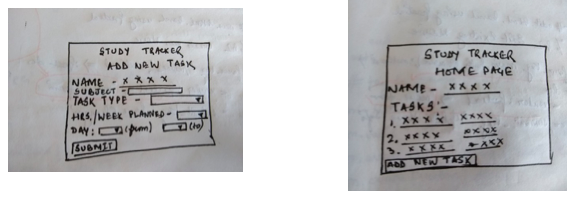 STUDY TRACKER
ADD NEW TASK
NAME - X X X X
SUBJECT -
TASK TYPE -
HRS./WEEK PLANNED -
DAY: (from) (to)
SUBMIT
STUDY TRACKER
HOME PAGE
NAME - XXXX
TASKS:-
1. XXXX XXXX
2. XXXX XXXX
3. XXXX XXXX
ADD NEW TASK